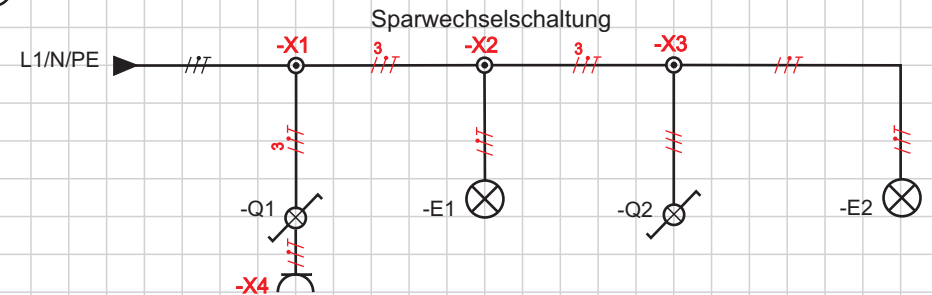 Sparwechselschaltung
L1/N/PE
-X1
3
-X2
3
-X3
3
-Q1
-E1
-Q2
-E2
-X4